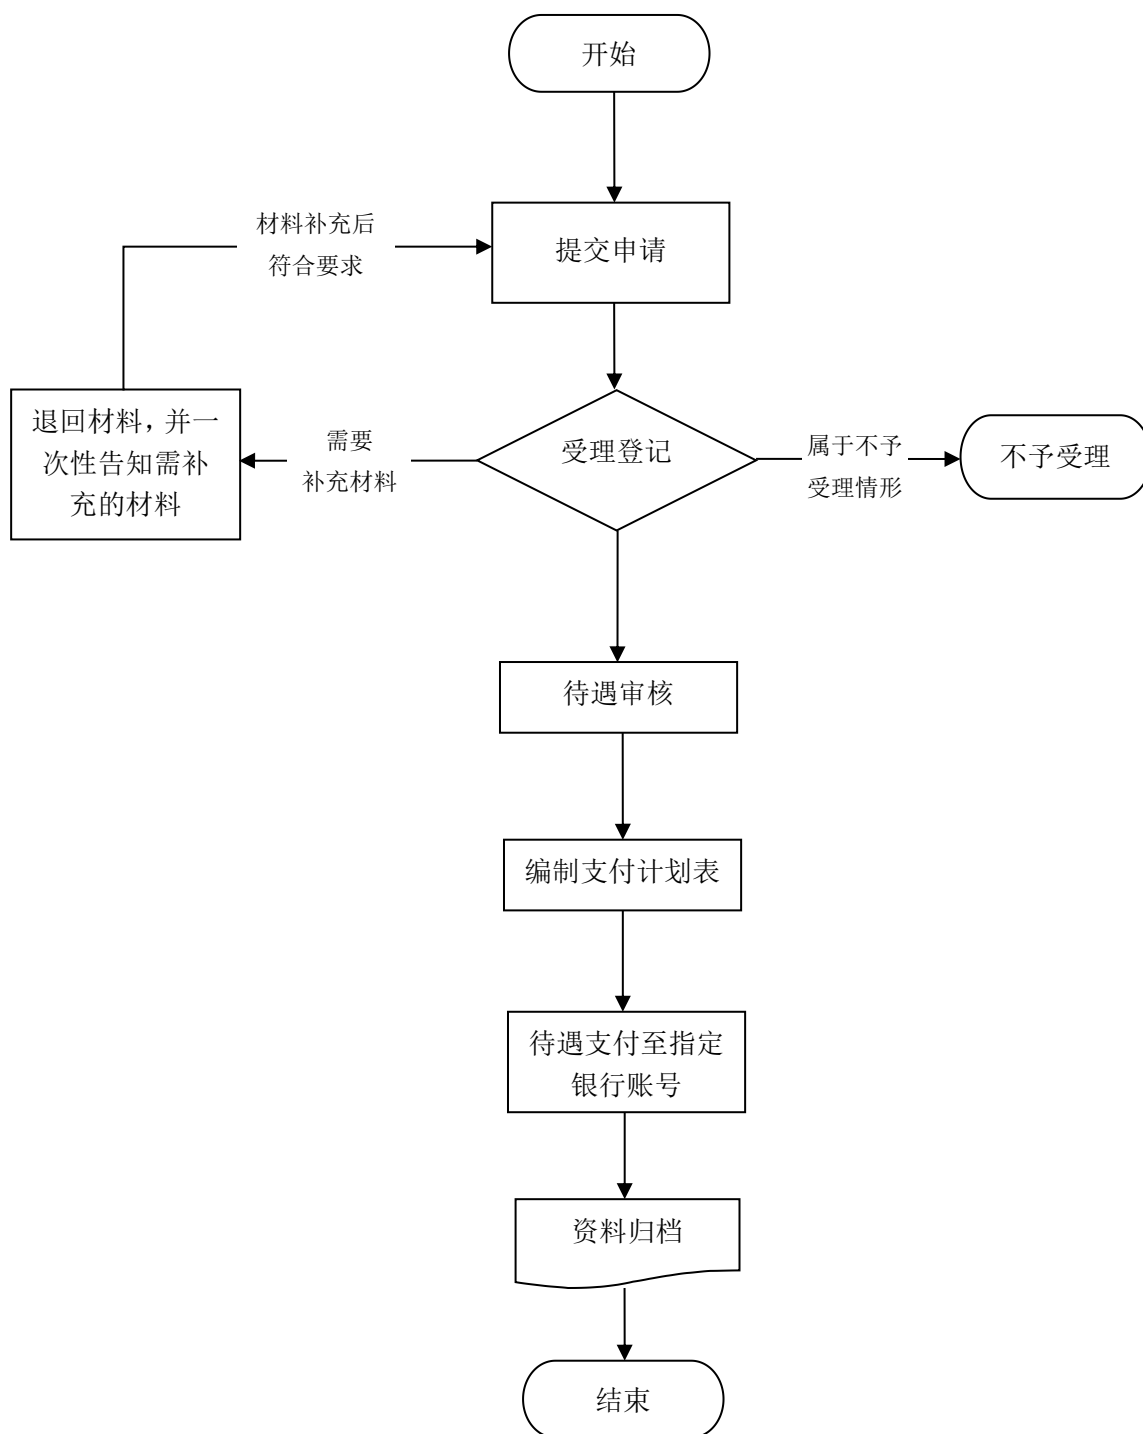 开始
材料补充后
符合要求
提交申请
退回材料，并一
次性告知需补
充的材料
需要
补充材料
受理登记
属于不予
受理情形
不予受理
待遇审核
编制支付计划表
待遇支付至指定
银行账号
资料归档
结束